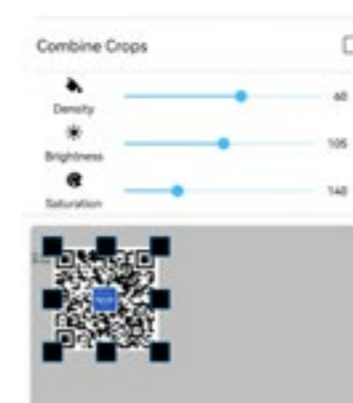 Combine Crops
Density
60
Brightness
105
Saturation
140